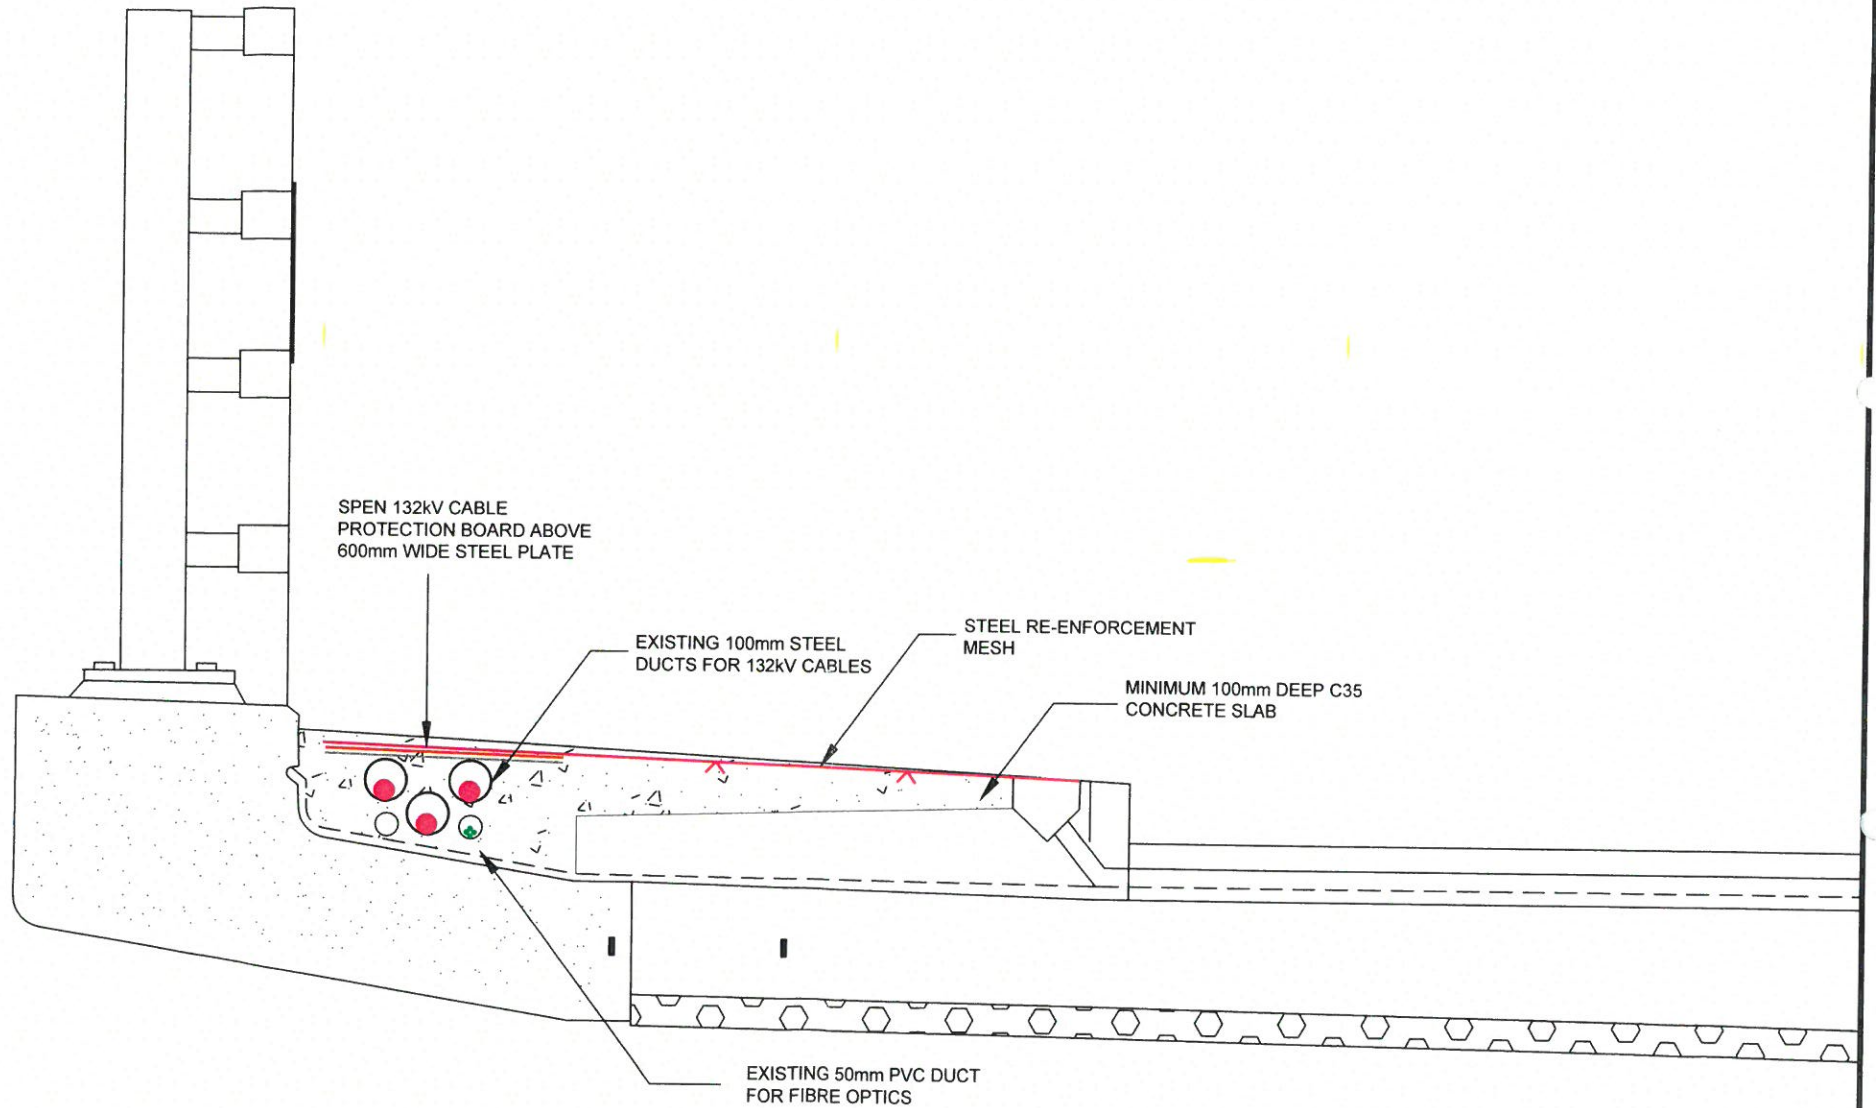 SPEN 132kV CABLE
PROTECTION BOARD ABOVE
600mm WIDE STEEL PLATE
EXISTING 100mm STEEL
DUCTS FOR 132kV CABLES
STEEL RE-ENFORCEMENT
MESH
MINIMUM 100mm DEEP C35
CONCRETE SLAB
EXISTING 50mm PVC DUCT
FOR FIBRE OPTICS